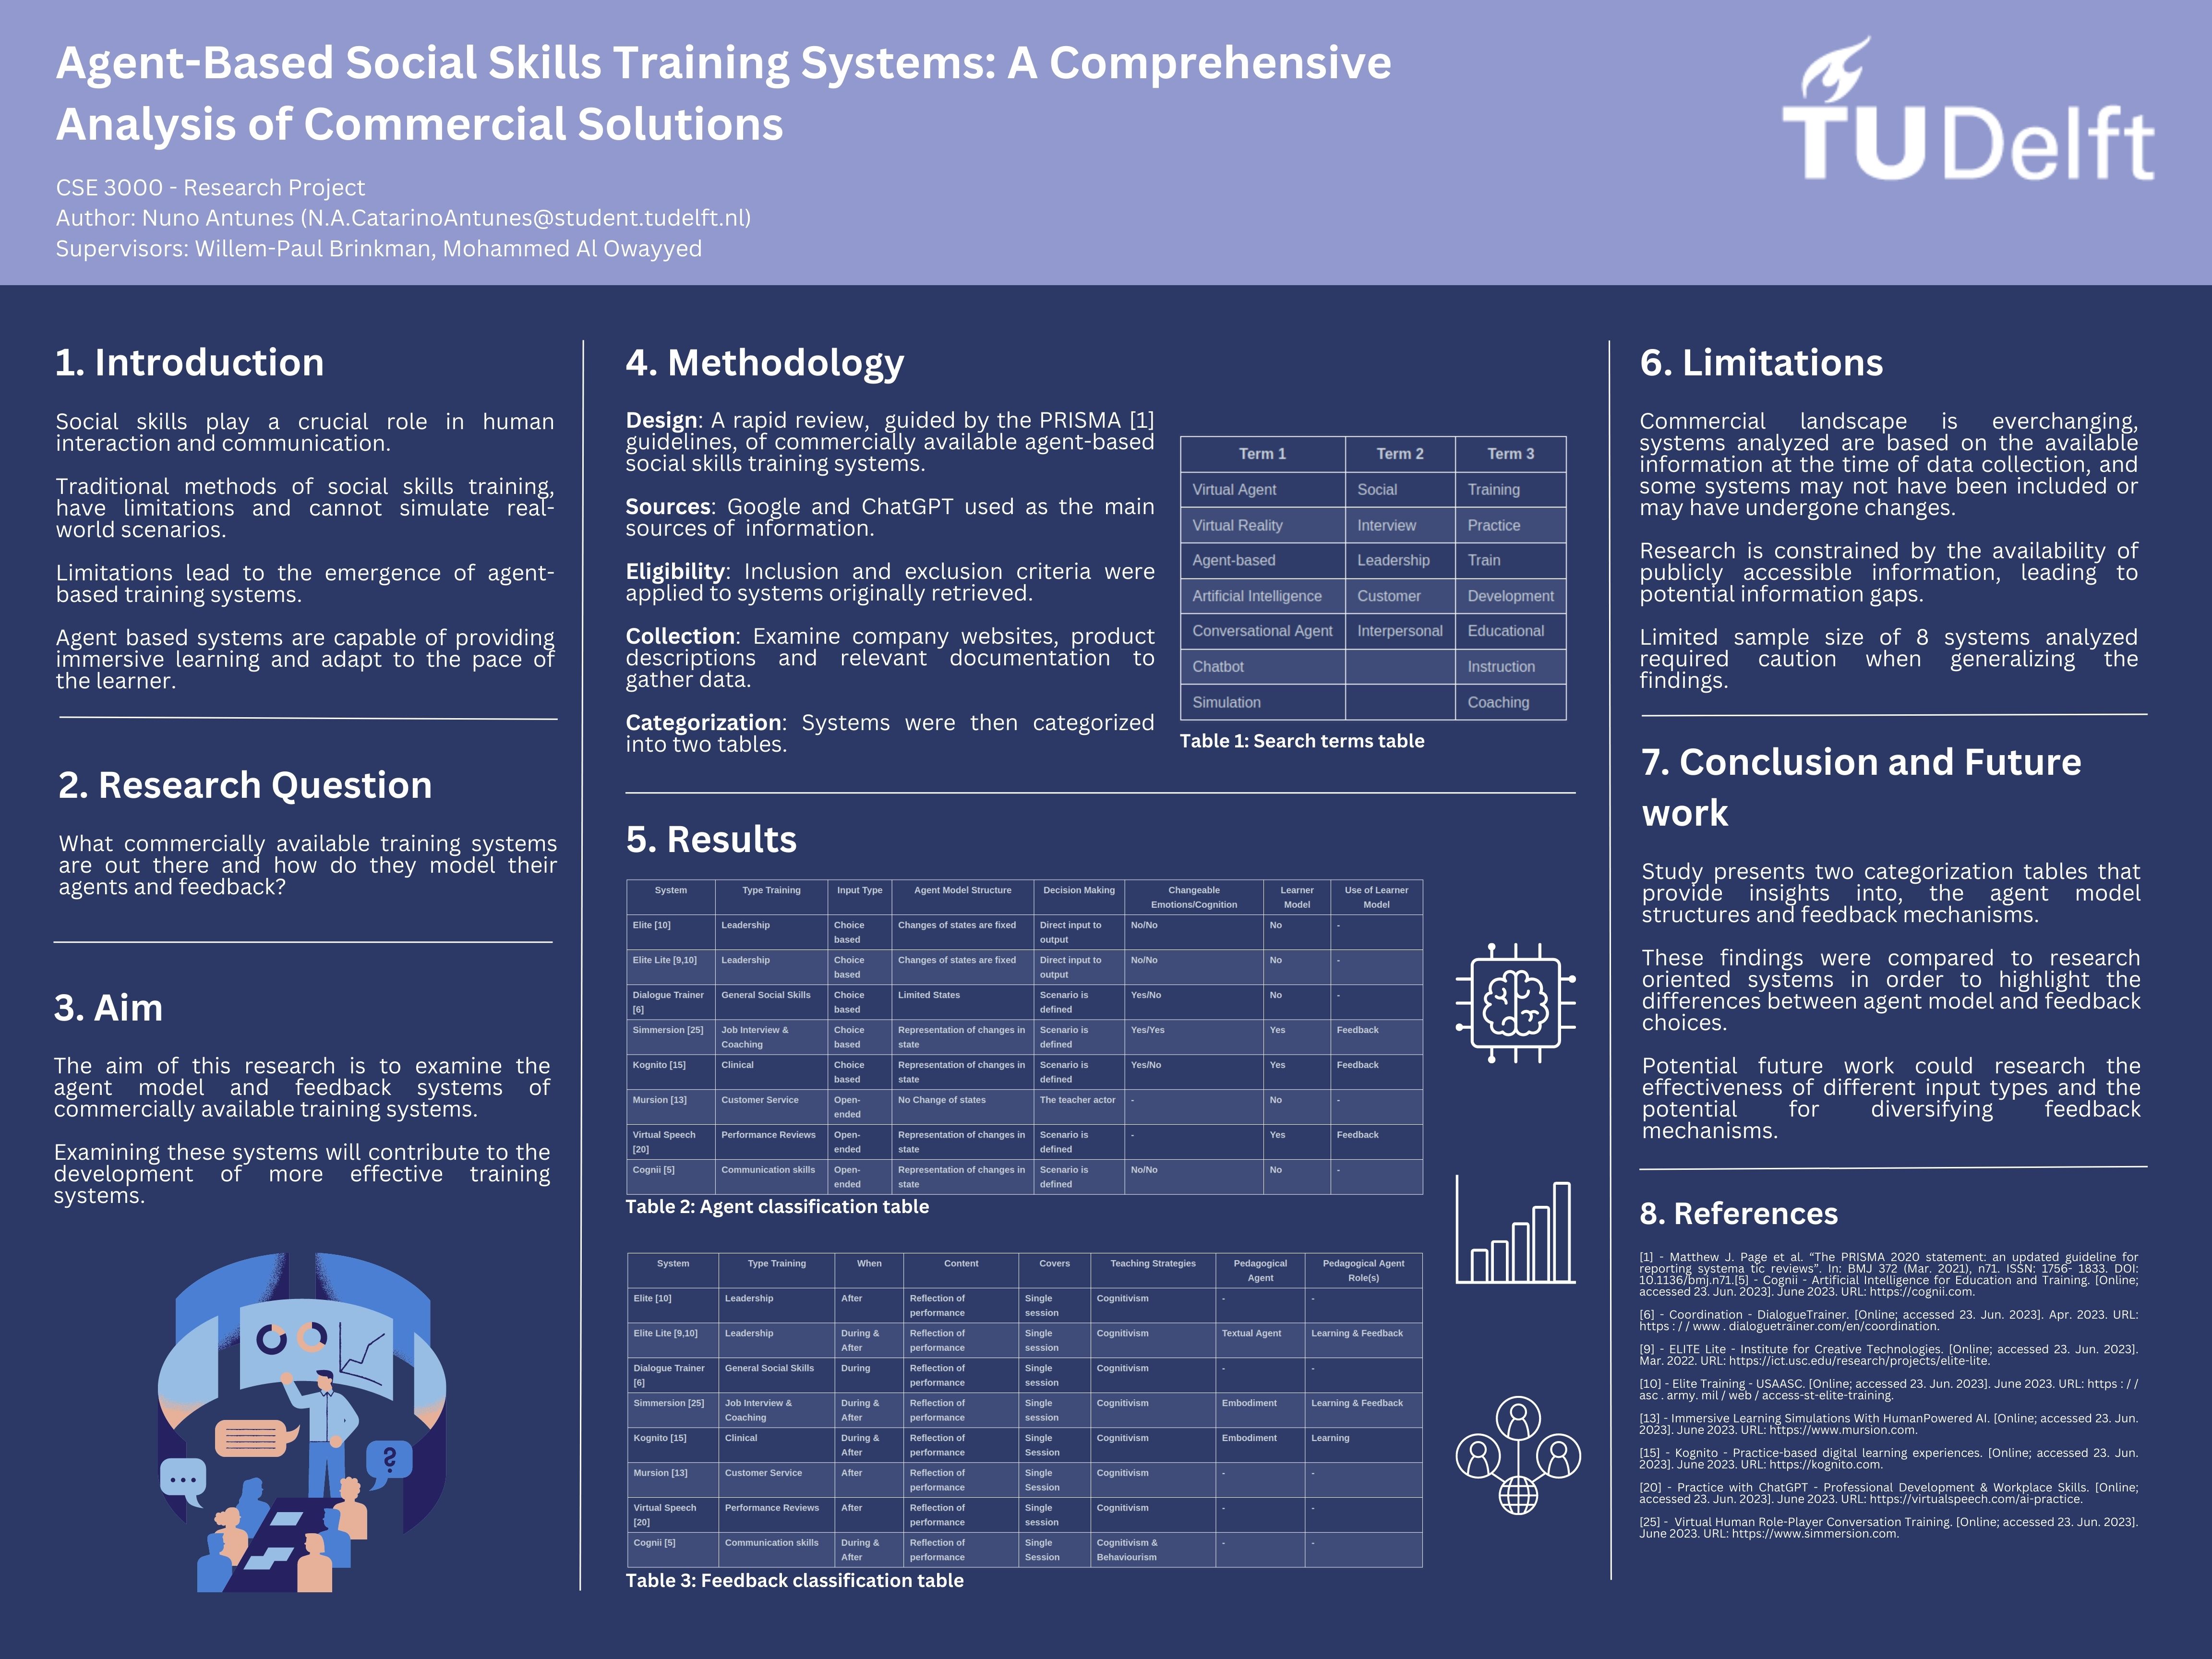 Agent-Based Social Skills Training Systems: A Comprehensive
Analysis of Commercial Solutions
CSE 3000 - Research Project
Author: Nuno Antunes (N.A.CatarinoAntunes@student.tudelft.nl)
Supervisors: Willem-Paul Brinkman, Mohammed Al Owayyed
TUDelft
1. Introduction
Social skills play a crucial role in human
interaction and communication.
Traditional methods of social skills training,
have limitations and cannot simulate real-
world scenarios.
Limitations lead to the emergence of agent-
based training systems.
Agent based systems are capable of providing
immersive learning and adapt to the pace of
the learner.
2. Research Question
What commercially available training systems
are out there and how do they model their
agents and feedback?
3. Aim
The aim of this research is to examine the
agent model and feedback systems of
commercially available training systems.
Examining these systems will contribute to the
development of more effective training
systems.
?
4. Methodology
Design: A rapid review, guided by the PRISMA [1]
guidelines, of commercially available agent-based
social skills training systems.
Sources: Google and ChatGPT used as the main
sources of information.
Eligibility: Inclusion and exclusion criteria were
applied to systems originally retrieved.
Collection: Examine company websites, product
descriptions and relevant documentation to
gather data.
Categorization: Systems were then categorized
into two tables.
Term 1 Term 2 Term 3
Virtual Agent Social Training
Virtual Reality Interview Practice
Agent-based Leadership Train
Artificial Intelligence Customer Development
Conversational Agent Interpersonal Educational
Chatbot Instruction
Simulation Coaching
Table 1: Search terms table
5. Results
System Type Training Input Type Agent Model Structure Decision Making Changeable Learner Use of Learner
Emotions/Cognition Model Model
Elite [10] Leadership Choice Changes of states are fixed Direct input to No/No No -
based output
Elite Lite [9,10] Leadership Choice Changes of states are fixed Direct input to No/No No -
based output
Dialogue Trainer General Social Skills Choice Limited States Scenario is Yes/No No -
[6] based defined
Simmersion [25] Job Interview & Choice Representation of changes in Scenario is Yes/Yes Yes Feedback
Coaching based state defined
Kognito [15] Clinical Choice Representation of changes in Scenario is Yes/No Yes Feedback
based state defined
Mursion [13] Customer Service Open- No Change of states The teacher actor - No -
ended
Virtual Speech Performance Reviews Open- Representation of changes in Scenario is - Yes Feedback
[20] ended state defined
Cognii [5] Communication skills Open- Representation of changes in Scenario is No/No No -
ended state defined
Table 2: Agent classification table
System Type Training When Content Covers Teaching Strategies Pedagogical Pedagogical Agent
Agent Role(s)
Elite [10] Leadership After Reflection of Single Cognitivism - -
performance session
Elite Lite [9,10] Leadership During & Reflection of Single Cognitivism Textual Agent Learning & Feedback
After performance session
Dialogue Trainer General Social Skills During Reflection of Single Cognitivism - -
[6] performance session
Simmersion [25] Job Interview & During & Reflection of Single Cognitivism Embodiment Learning & Feedback
Coaching After performance session
Kognito [15] Clinical During & Reflection of Single Cognitivism Embodiment Learning
After performance Session
Mursion [13] Customer Service After Reflection of Single Cognitivism - -
performance Session
Virtual Speech Performance Reviews After Reflection of Single Cognitivism - -
[20] performance session
Cognii [5] Communication skills During & Reflection of Single Cognitivism & - -
After performance Session Behaviourism
Table 3: Feedback classification table
6. Limitations
Commercial landscape is everchanging,
systems analyzed are based on the available
information at the time of data collection, and
some systems may not have been included or
may have undergone changes.
Research is constrained by the availability of
publicly accessible information, leading to
potential information gaps.
Limited sample size of 8 systems analyzed
required caution when generalizing the
findings.
7. Conclusion and Future
work
Study presents two categorization tables that
provide insights into, the agent model
structures and feedback mechanisms.
These findings were compared to research
oriented systems in order to highlight the
differences between agent model and feedback
choices.
Potential future work could research the
effectiveness of different input types and the
potential for diversifying feedback
mechanisms.
8. References
[1] - Matthew J. Page et al. “The PRISMA 2020 statement: an updated guideline for
reporting systema tic reviews”. In: BMJ 372 (Mar. 2021), n71. ISSN: 1756- 1833. DOI:
10.1136/bmj.n71.[5] - Cognii - Artificial Intelligence for Education and Training. [Online;
accessed 23. Jun. 2023]. June 2023. URL: https://cognii.com.
[6] - Coordination - DialogueTrainer. [Online; accessed 23. Jun. 2023]. Apr. 2023. URL:
https : / / www . dialoguetrainer.com/en/coordination.
[9] - ELITE Lite - Institute for Creative Technologies. [Online; accessed 23. Jun. 2023].
Mar. 2022. URL: https://ict.usc.edu/research/projects/elite-lite.
[10] - Elite Training - USAASC. [Online; accessed 23. Jun. 2023]. June 2023. URL: https : / /
asc . army. mil / web / access-st-elite-training.
[13] - Immersive Learning Simulations With HumanPowered AI. [Online; accessed 23. Jun.
2023]. June 2023. URL: https://www.mursion.com.
[15] - Kognito - Practice-based digital learning experiences. [Online; accessed 23. Jun.
2023]. June 2023. URL: https://kognito.com.
[20] - Practice with ChatGPT - Professional Development & Workplace Skills. [Online;
accessed 23. Jun. 2023]. June 2023. URL: https://virtualspeech.com/ai-practice.
[25] - Virtual Human Role-Player Conversation Training. [Online; accessed 23. Jun. 2023].
June 2023. URL: https://www.simmersion.com.